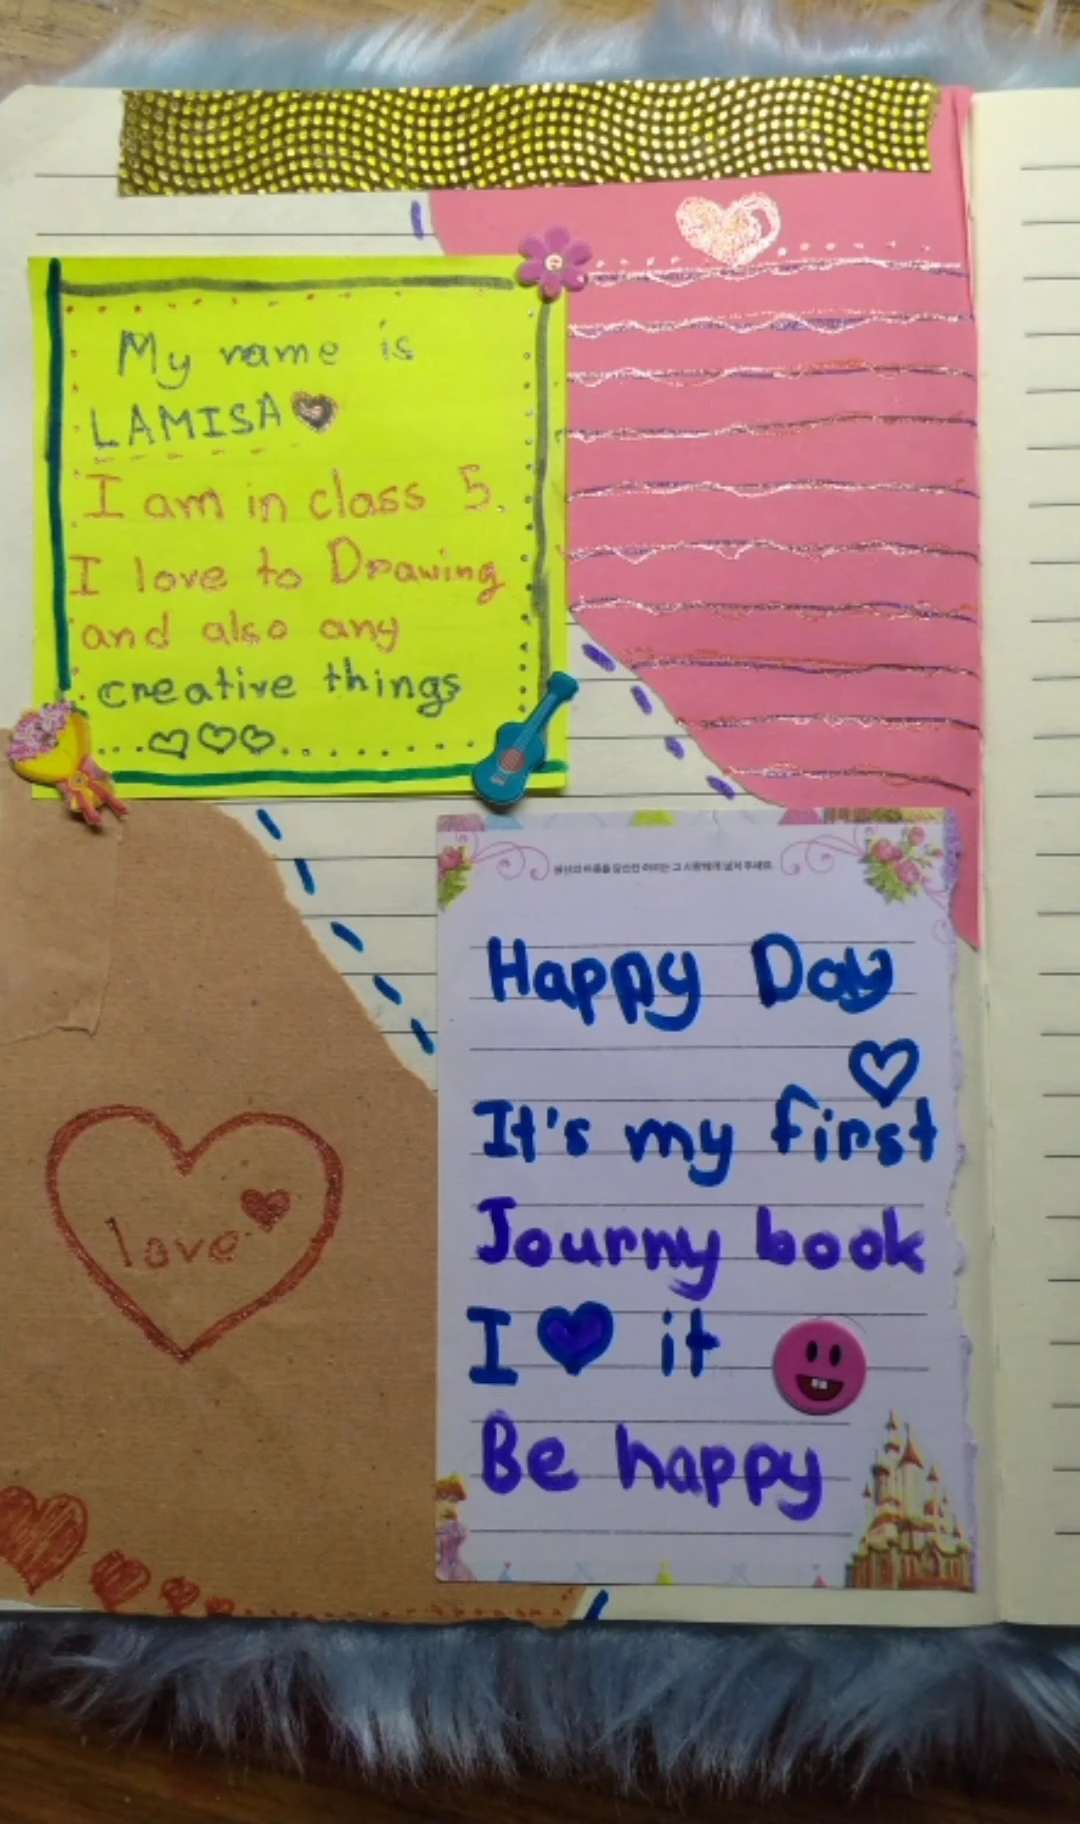 My name is
LAMISA
I am in class 5.
I love to Drawing
and also any
creative things
Happy Day
It's my first
Journy book
I ♥ it
Be happy
love